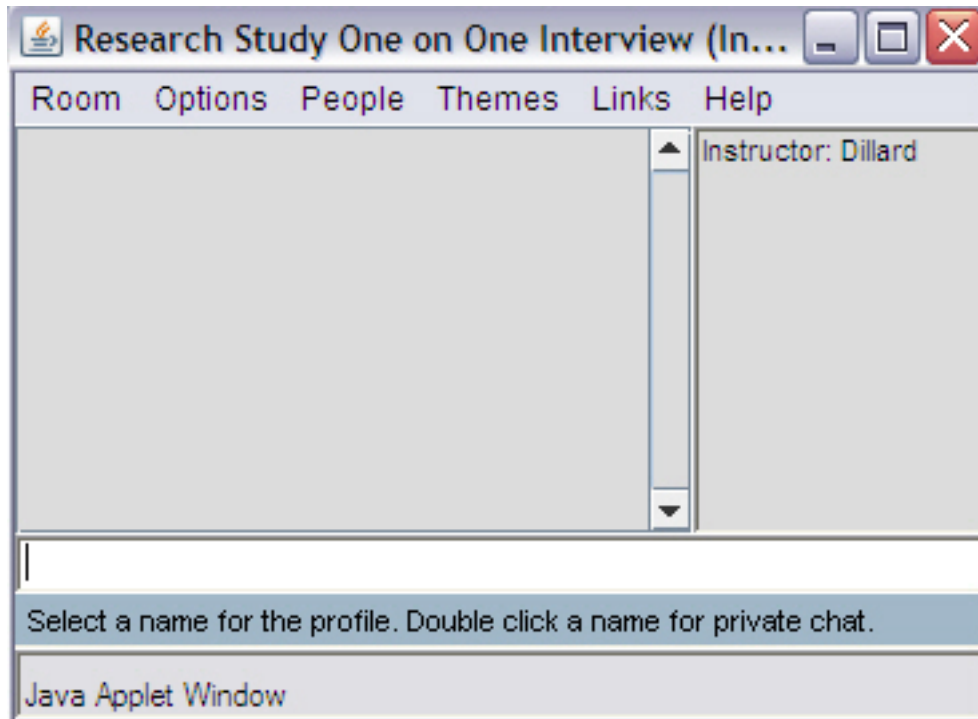 Research Study One on One Interview (In...
Room Options People Themes Links Help
Instructor: Dillard
Select a name for the profile. Double click a name for private chat.
Java Applet Window